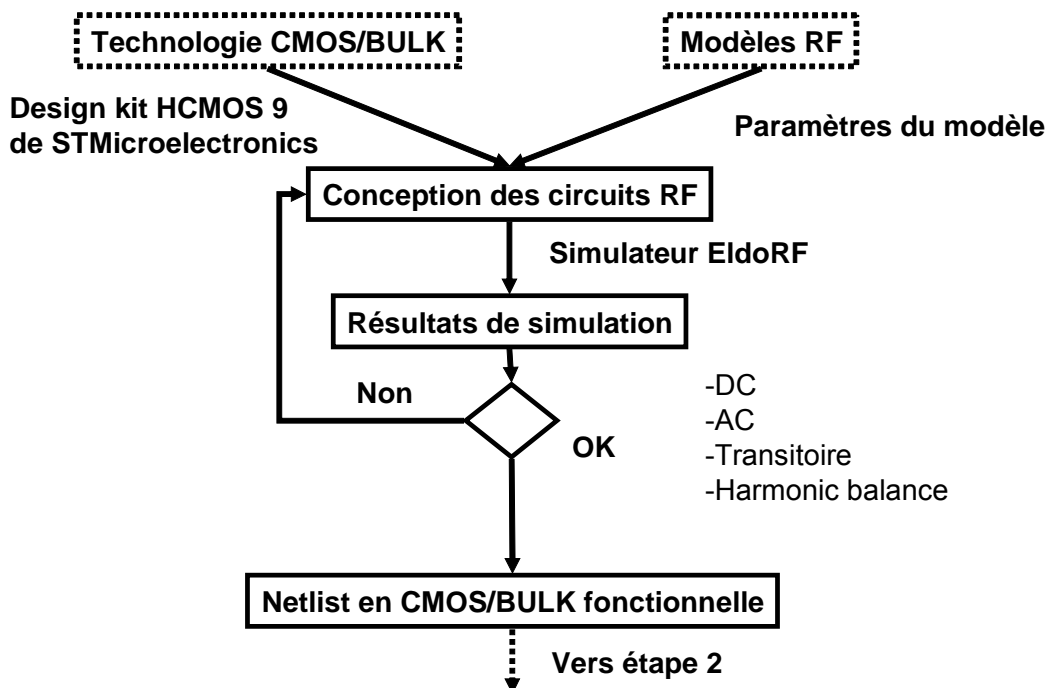 Technologie CMOS/BULK
Modèles RF
Design kit HCMOS 9
de STMicroelectronics
Paramètres du modèle
Conception des circuits RF
Simulateur EldoRF
Résultats de simulation
Non
OK
-DC
-AC
-Transitoire
-Harmonic balance
Netlist en CMOS/BULK fonctionnelle
Vers étape 2